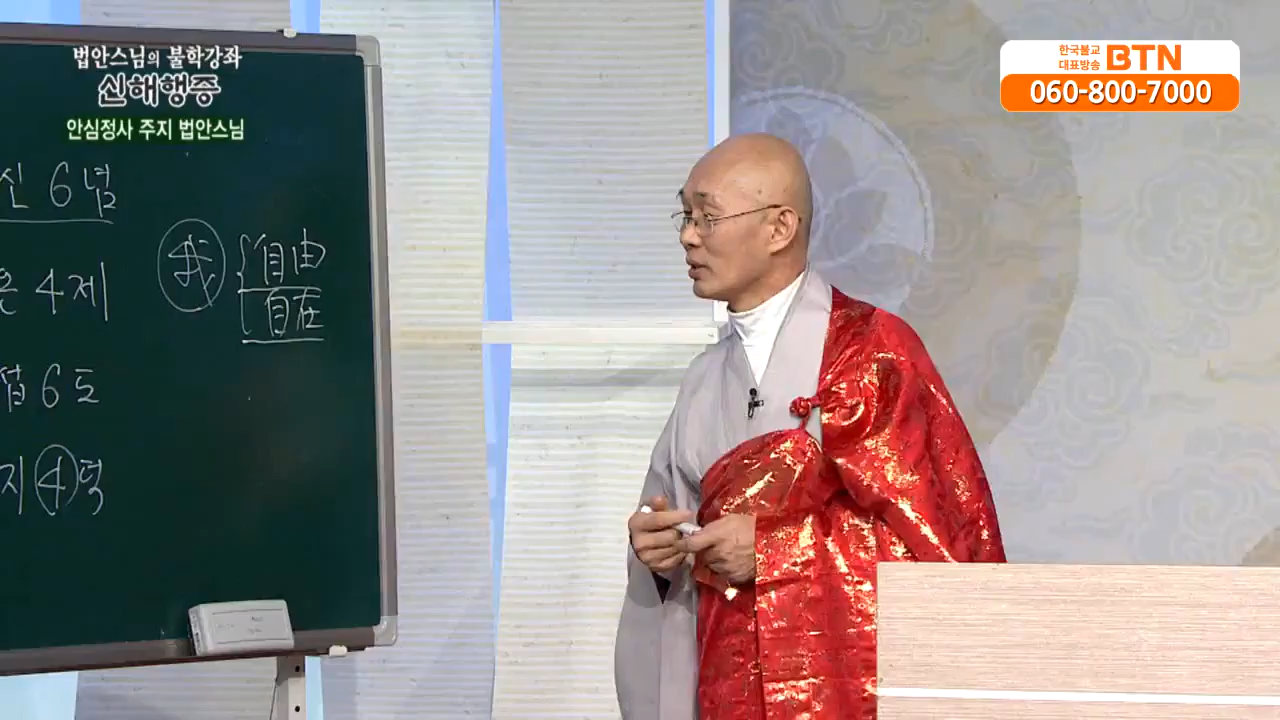 법안스님의 불학강좌
신해행증
안심정사 주지 법안스님
한국불교
대표방송 BTN
060-800-7000
신 6념
我 自由
自在
4제
6도
지 4덕